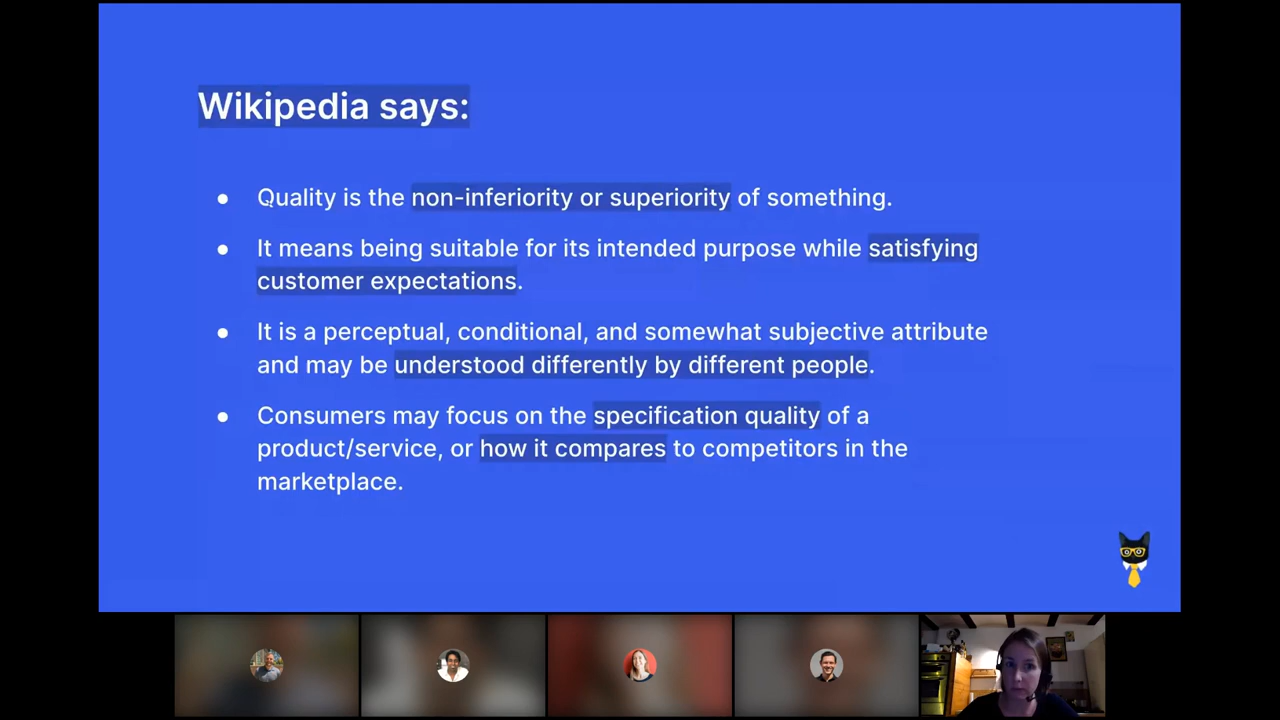 Wikipedia says:
● Quality is the non-inferiority or superiority of something.
● It means being suitable for its intended purpose while satisfying
customer expectations.
● It is a perceptual, conditional, and somewhat subjective attribute
and may be understood differently by different people.
● Consumers may focus on the specification quality of a
product/service, or how it compares to competitors in the
marketplace.